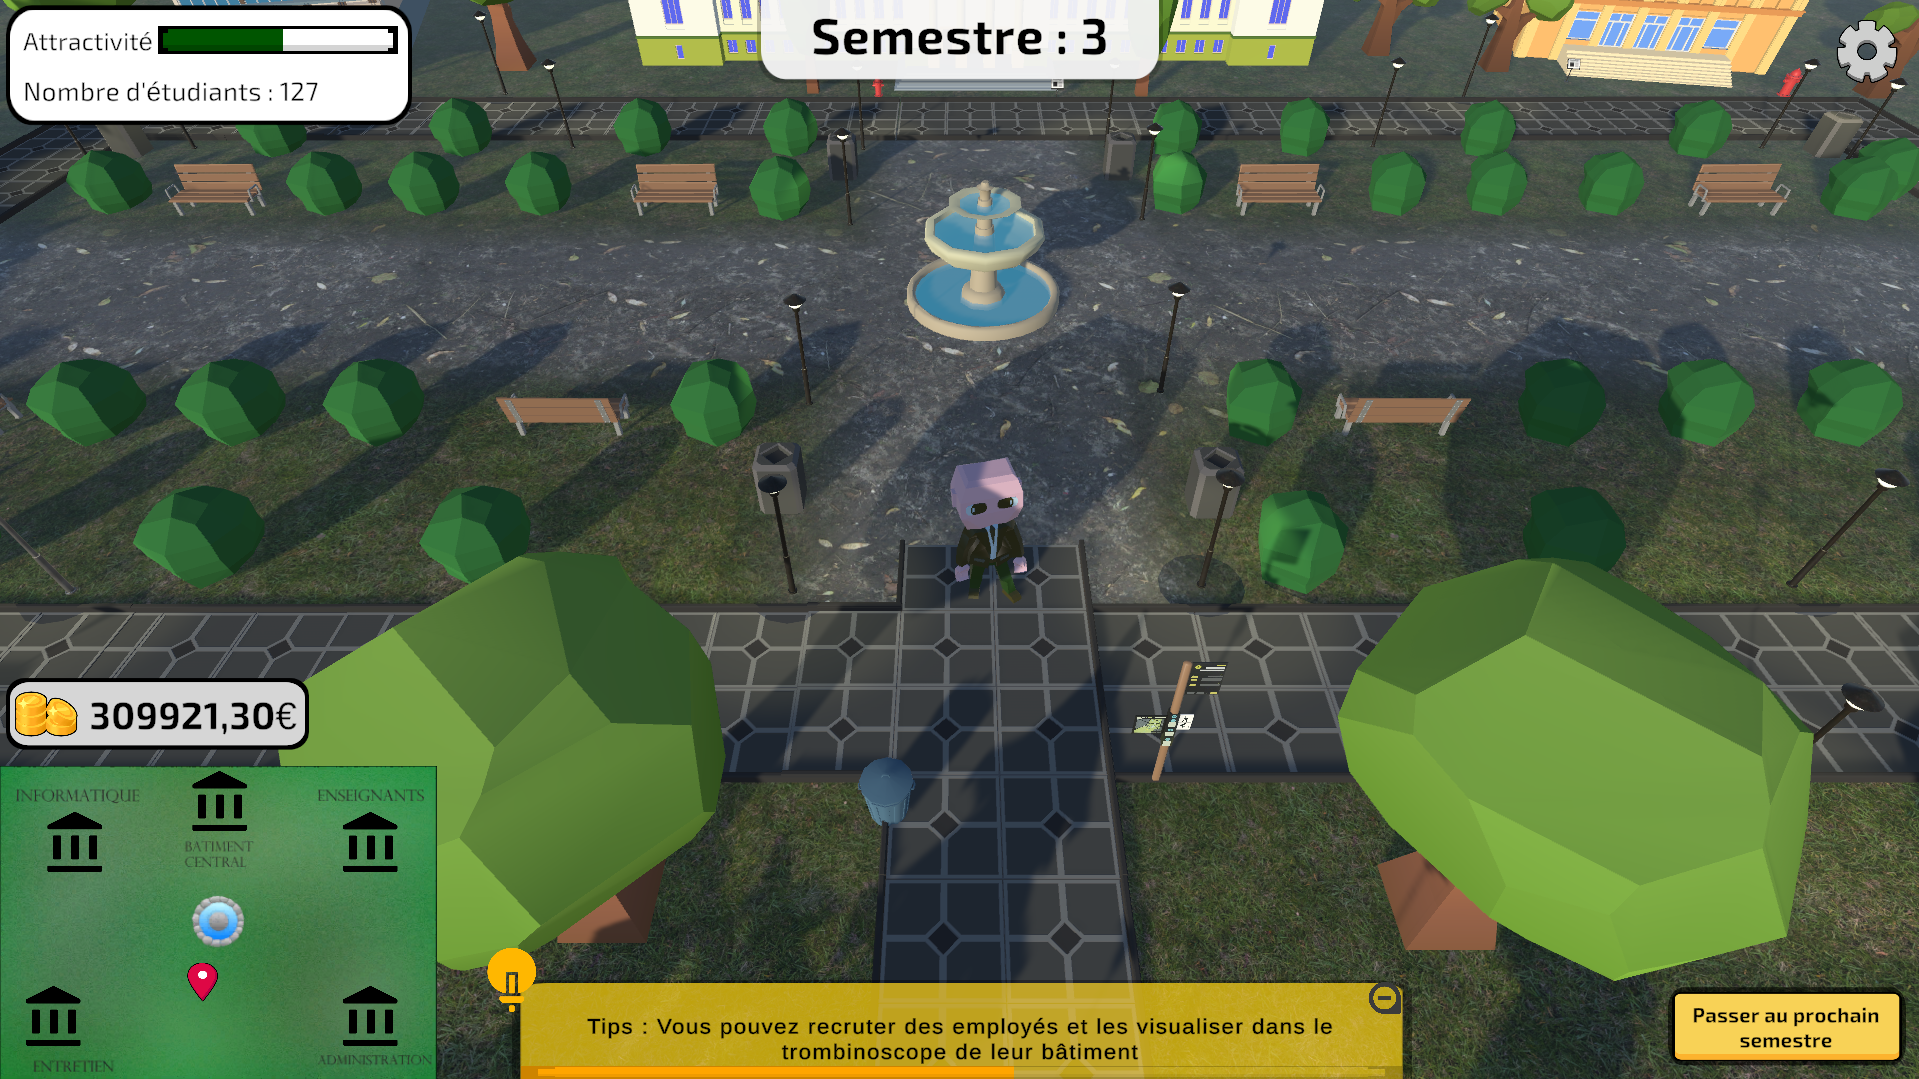 Attractivité
Nombre d'étudiants : 127
Semestre : 3
309921,30€
INFORMATIQUE
BATIMENT
CENTRAL
ENSEIGNANTS
ENTRETIEN
ADMINISTRATION
Tips : Vous pouvez recruter des employés et les visualiser dans le
trombinoscope de leur bâtiment
Passer au prochain
semestre